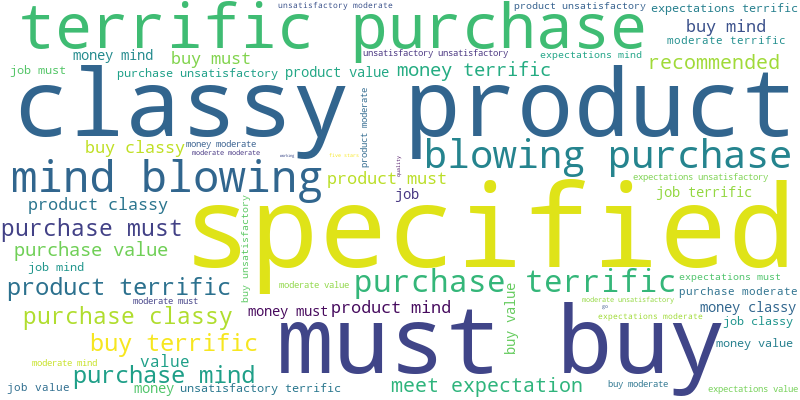 unsatisfactory moderate
product unsatisfactory
expectations terrific
terrific purchase
buy mind
moderate terrific
money mind
buy must
unsatisfactory unsatisfactory
expectations mind
recommended
job must
purchase unsatisfactory
product value
money terrific
classy product
product moderate
buy classy
money moderate
moderate moderate
working
blowing purchase
mind blowing
quality
product must
expectations unsatisfactory
job
job terrific
product classy
buy unsatisfactory
specified
purchase must
purchase value
job mind
product terrific
moderate value
purchase terrific
expectations must
purchase moderate
moderate must
buy value
moderate unsatisfactory
go
product mind
money must
money classy
purchase classy
must buy
expectations moderate
job classy
buy terrific
money value
value
moderate mind
purchase mind
job value
money
unsatisfactory terrific
meet expectation
buy moderate
expectations value